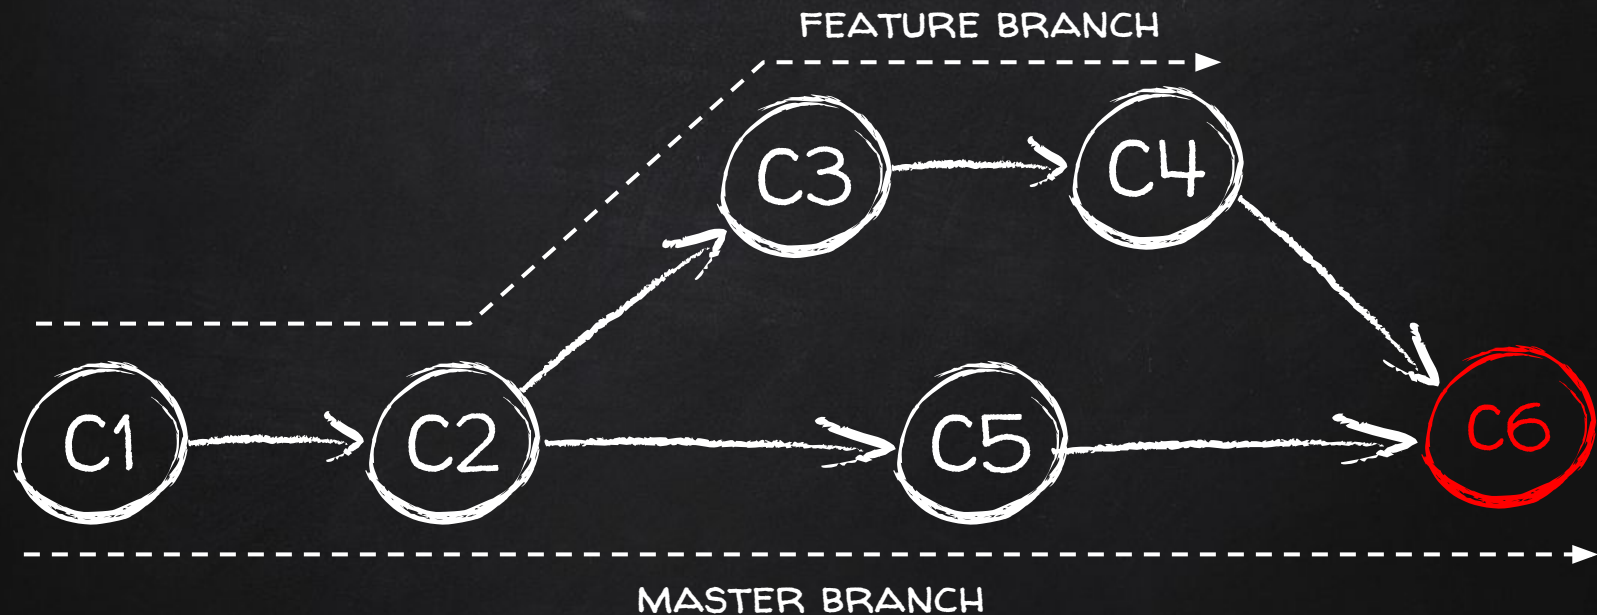 FEATURE BRANCH
C3
C4
C1
C2
C5
C6
MASTER BRANCH